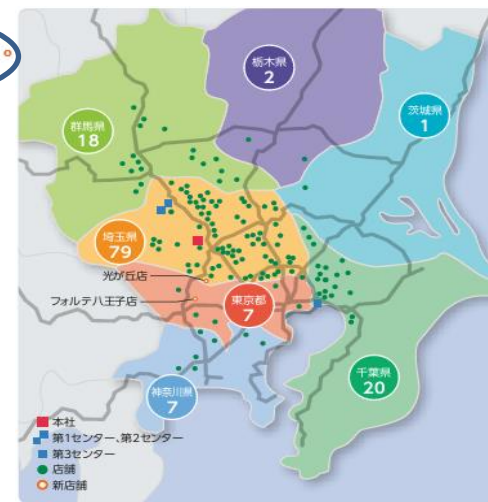 栃木県
2
茨城県
1
群馬県
18
埼玉県
79
光が丘店
フォルテ八王子店
東京都
7
千葉県
20
神奈川県
7
本社
第1センター、第2センター
第3センター
店舗
新店舗